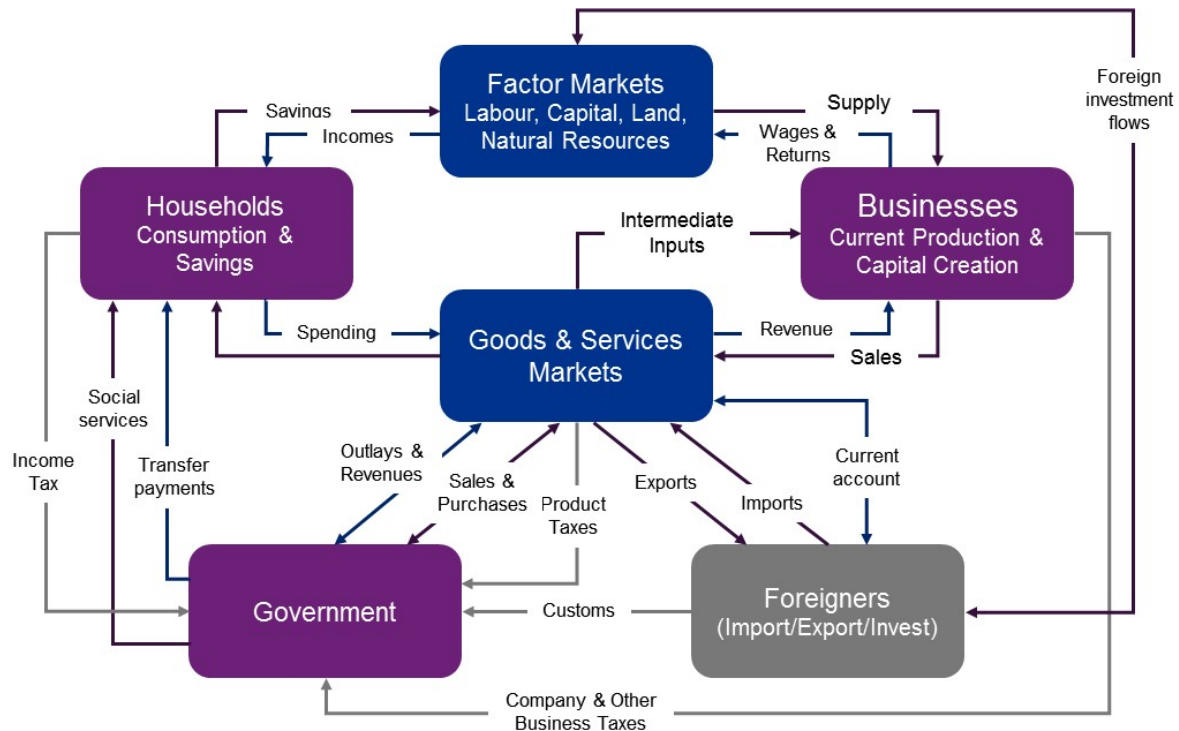 Factor Markets
Labour, Capital, Land,
Natural Resources
Foreign
investment
flows
Savings
Incomes
Supply
Wages &
Returns
Households
Consumption &
Savings
Businesses
Current Production &
Capital Creation
Intermediate
Inputs
Spending
Goods & Services
Markets
Revenue
Sales
Social
services
Income
Tax
Transfer
payments
Outlays &
Revenues
Sales &
Purchases
Product
Taxes
Exports
Imports
Current
account
Government
Customs
Foreigners
(Import/Export/Invest)
Company & Other
Business Taxes